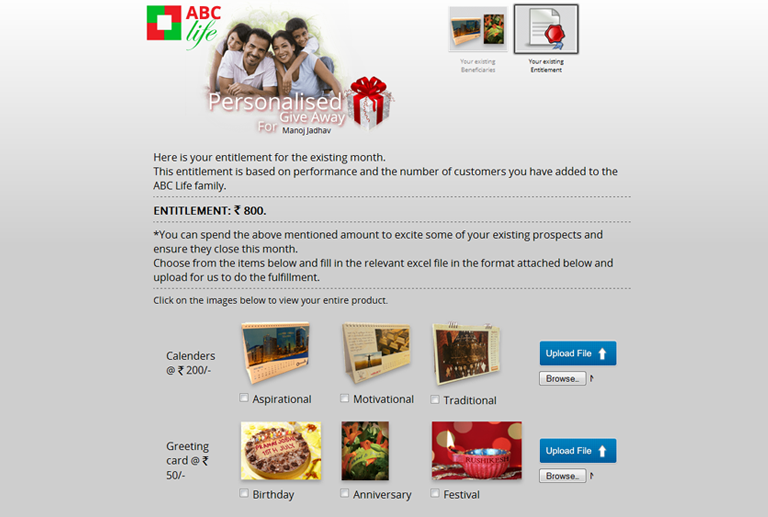 ABC
life
Your existing
Beneficiaries
Your existing
Entitlement
Personalised
Give Away
For Manoj Jadhav
Here is your entitlement for the existing month.
This entitlement is based on performance and the number of customers you have added to the
ABC Life family.
ENTITLEMENT: ₹ 800.
*You can spend the above mentioned amount to excite some of your existing prospects and
ensure they close this month.
Choose from the items below and fill in the relevant excel file in the format attached below and
upload for us to do the fulfillment.
Click on the images below to view your entire product.
Calenders
@ ₹ 200/-
Aspirational
Motivational
Traditional
Upload File
Browse..
Greeting
card @ ₹
50/-
RUSHIKESH
Birthday
Anniversary
Festival
Upload File
Browse..